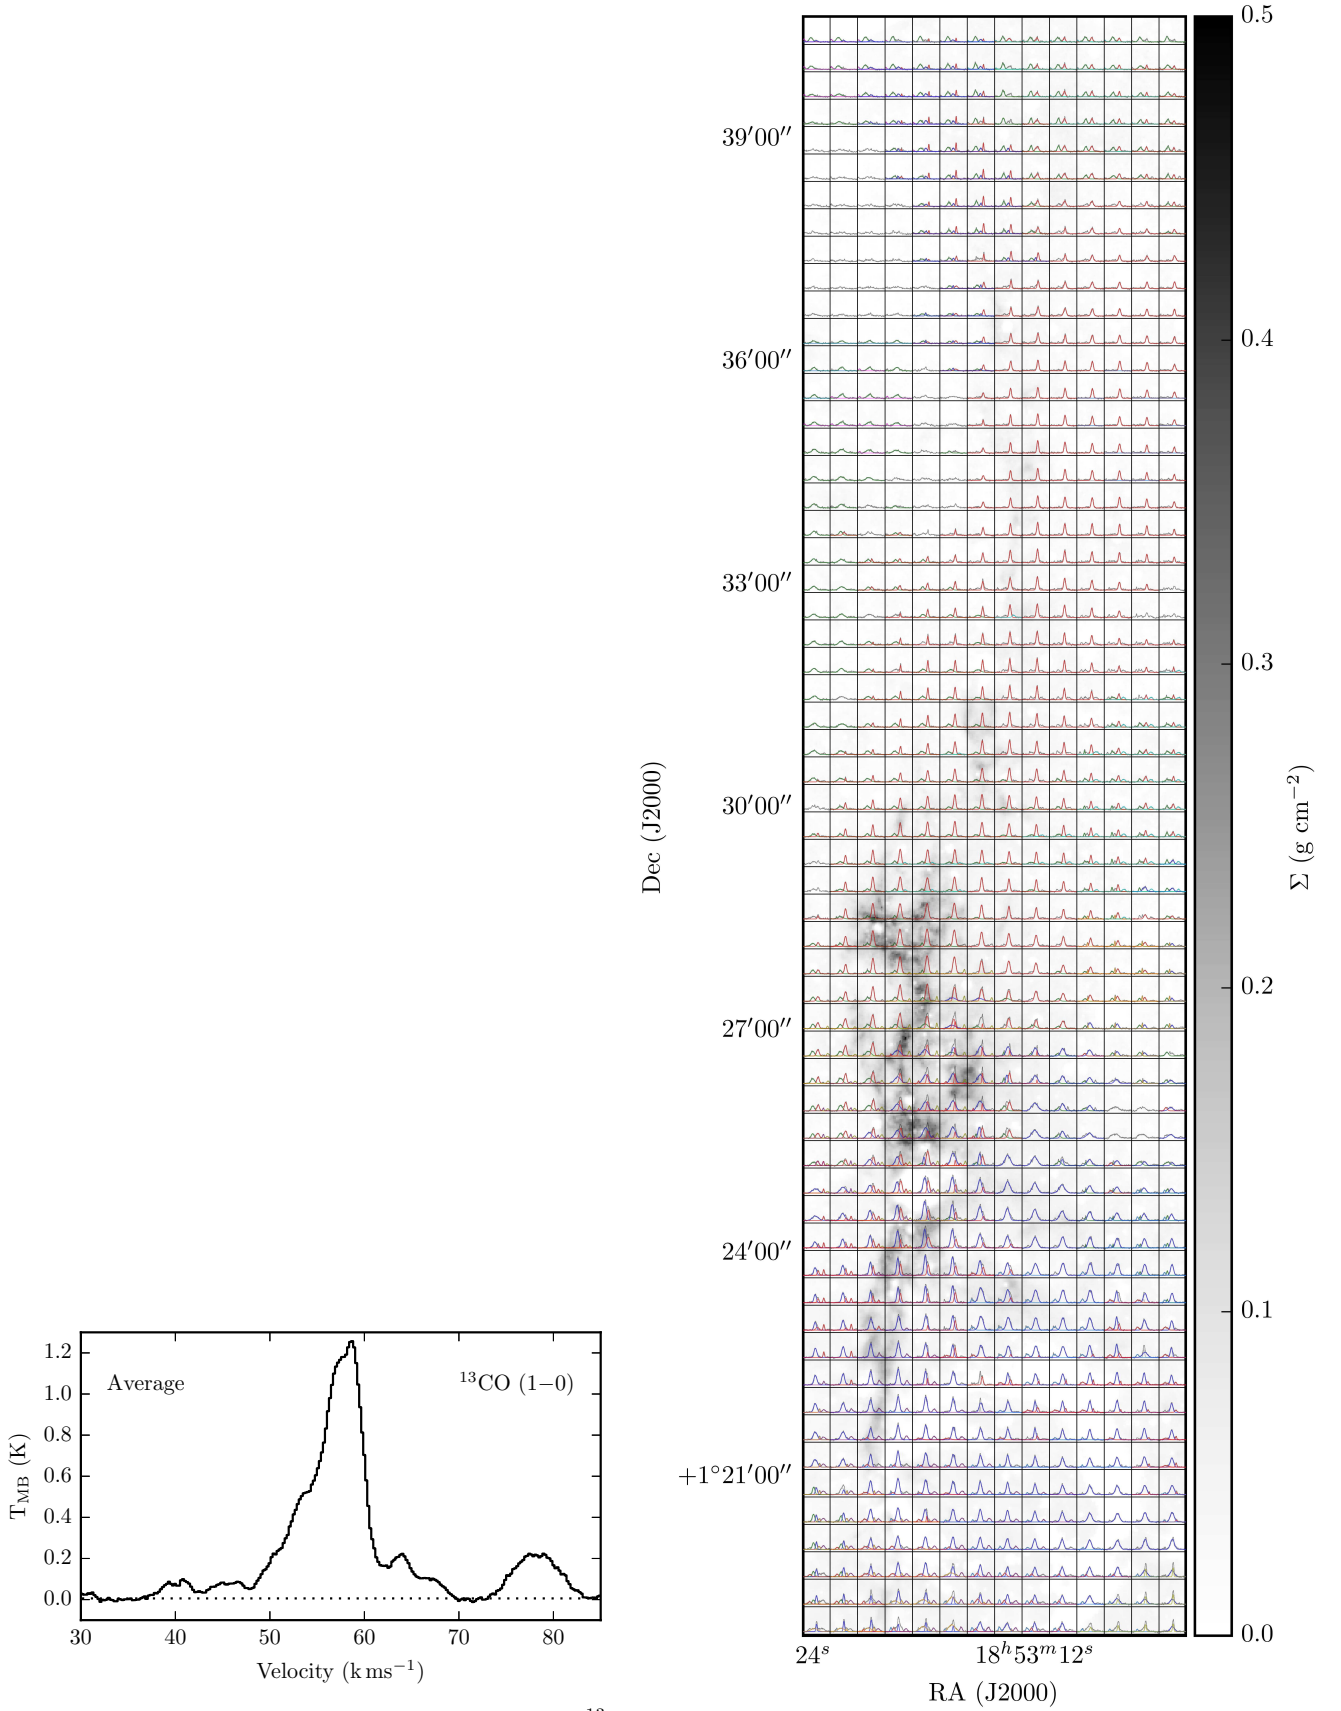 Average
¹³CO (1−0)
1.2
1.0
0.8
0.6
0.4
0.2
0.0
T_MB (K)
30 40 50 60 70 80
Velocity (k ms⁻¹)
39′00′′
36′00′′
33′00′′
30′00′′
27′00′′
24′00′′
+1°21′00′′
Dec (J2000)
24ˢ 18ʰ53ᵐ12ˢ
RA (J2000)
0.5
0.4
0.3
0.2
0.1
0.0
Σ (g cm⁻²)